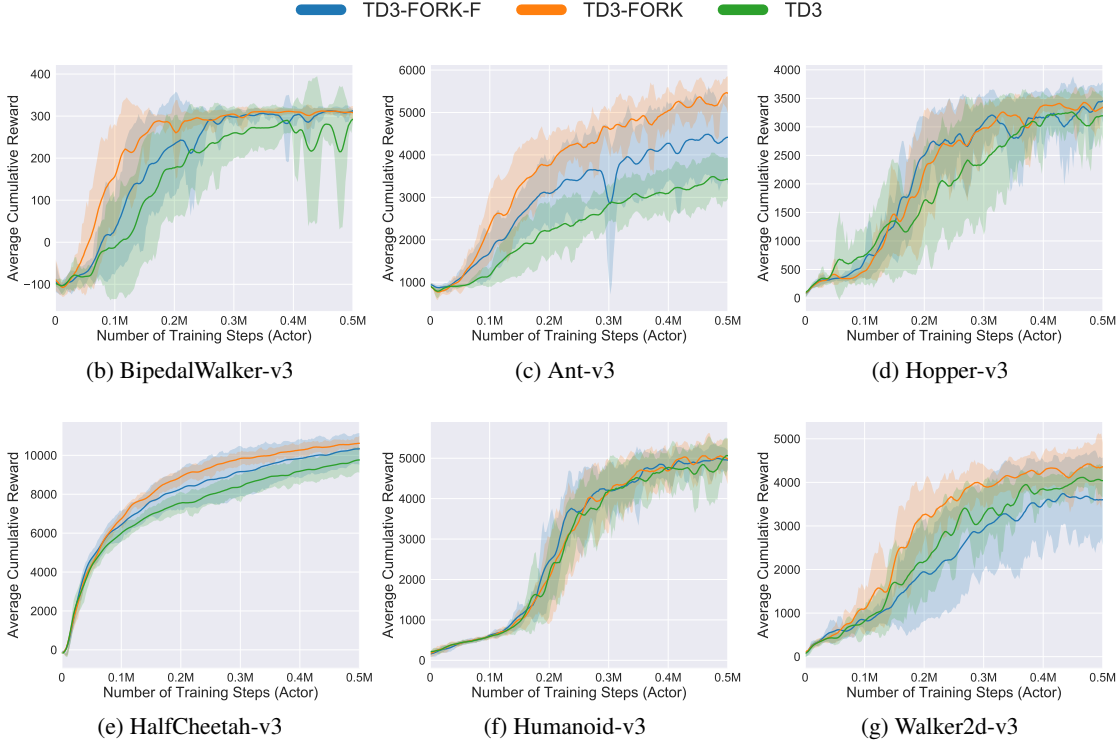 TD3-FORK-F TD3-FORK TD3
400
300
200
100
0
−100
Average Cumulative Reward
0 0.1M 0.2M 0.3M 0.4M 0.5M
Number of Training Steps (Actor)
(b) BipedalWalker-v3
6000
5000
4000
3000
2000
1000
Average Cumulative Reward
0 0.1M 0.2M 0.3M 0.4M 0.5M
Number of Training Steps (Actor)
(c) Ant-v3
4000
3500
3000
2500
2000
1500
1000
500
0
Average Cumulative Reward
0 0.1M 0.2M 0.3M 0.4M 0.5M
Number of Training Steps (Actor)
(d) Hopper-v3
10000
8000
6000
4000
2000
0
Average Cumulative Reward
0 0.1M 0.2M 0.3M 0.4M 0.5M
Number of Training Steps (Actor)
(e) HalfCheetah-v3
5000
4000
3000
2000
1000
0
Average Cumulative Reward
0 0.1M 0.2M 0.3M 0.4M 0.5M
Number of Training Steps (Actor)
(f) Humanoid-v3
5000
4000
3000
2000
1000
0
Average Cumulative Reward
0 0.1M 0.2M 0.3M 0.4M 0.5M
Number of Training Steps (Actor)
(g) Walker2d-v3